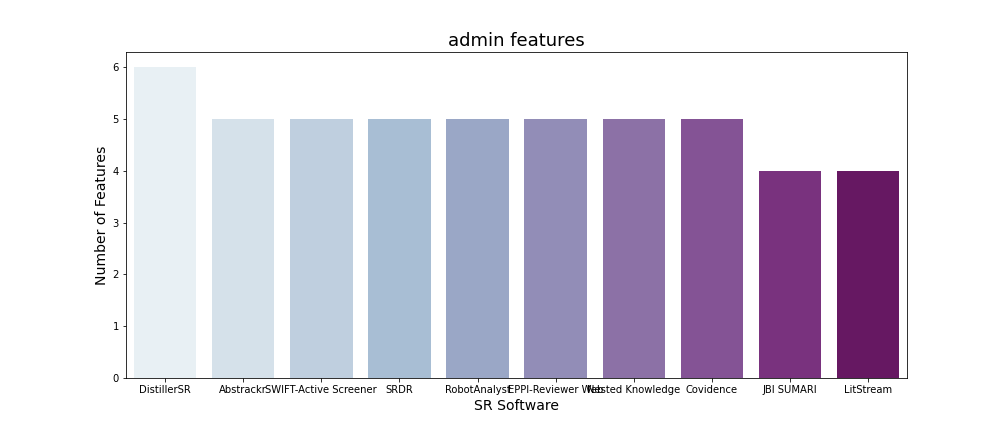 admin features
Number of Features
6
5
4
3
2
1
0
DistillerSR Abstrackr SWIFT-Active Screener SRDR RobotAnalyst EPPI-Reviewer Web Nested Knowledge Covidence JBI SUMARI LitStream
SR Software